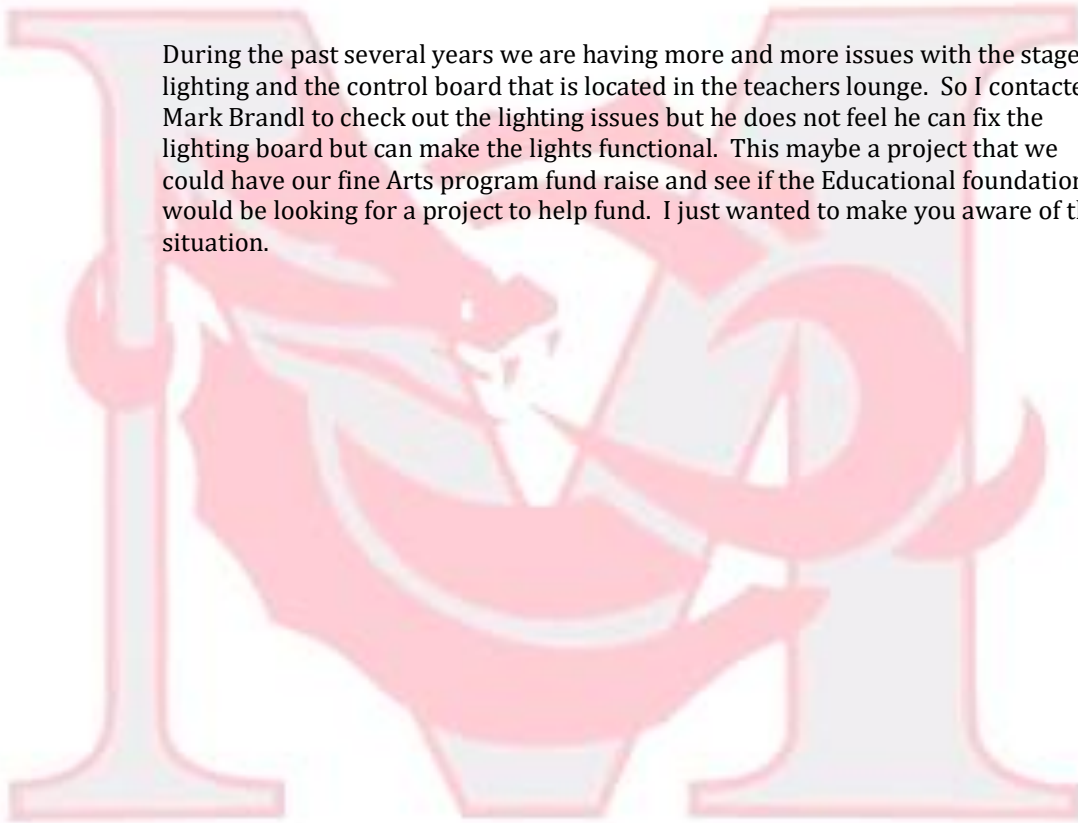 During the past several years we are having more and more issues with the stage
lighting and the control board that is located in the teachers lounge.  So I contacte
Mark Brandl to check out the lighting issues but he does not feel he can fix the
lighting board but can make the lights functional.  This maybe a project that we
could have our fine Arts program fund raise and see if the Educational foundation
would be looking for a project to help fund.  I just wanted to make you aware of th
situation.